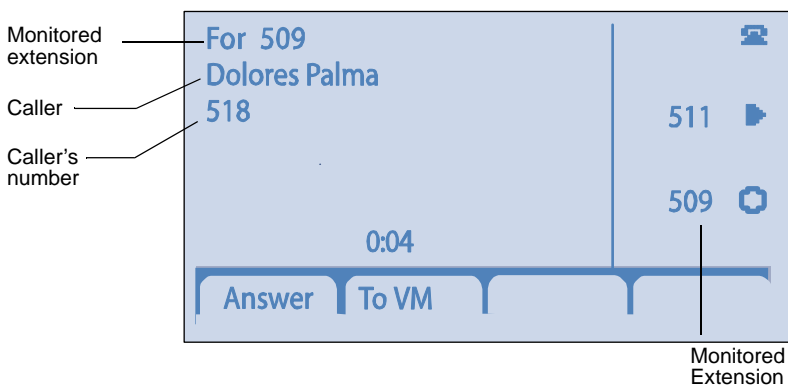 Monitored
extension
Caller
Caller's
number
For 509
Dolores Palma
518
511
509
0:04
Answer
To VM
Monitored
Extension